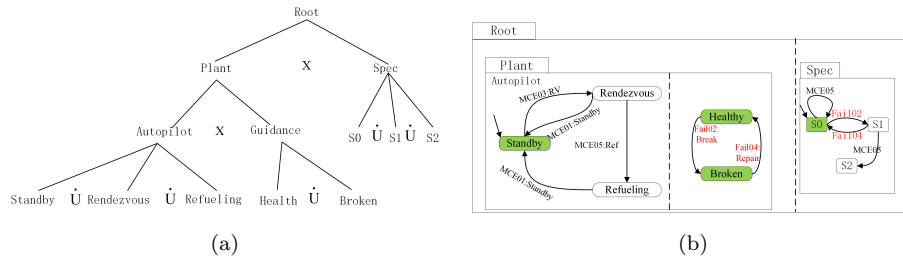 Root
Plant
X
Spec
Autopilot
X
Guidance
S0 U̇ S1 U̇ S2
Standby U̇ Rendezvous U̇ Refueling Health U̇ Broken
(a)
Root
Plant
Autopilot
MCE03:RV
Rendezvous
MCE01:Standby
Standby
MCE05:Ref
MCE01:Standby
Refueling
Healthy
Fail02:
Break
Fail04:
Repair
Broken
Spec
MCE05
Fail02
S0
S1
Fail04
MCE05
S2
(b)